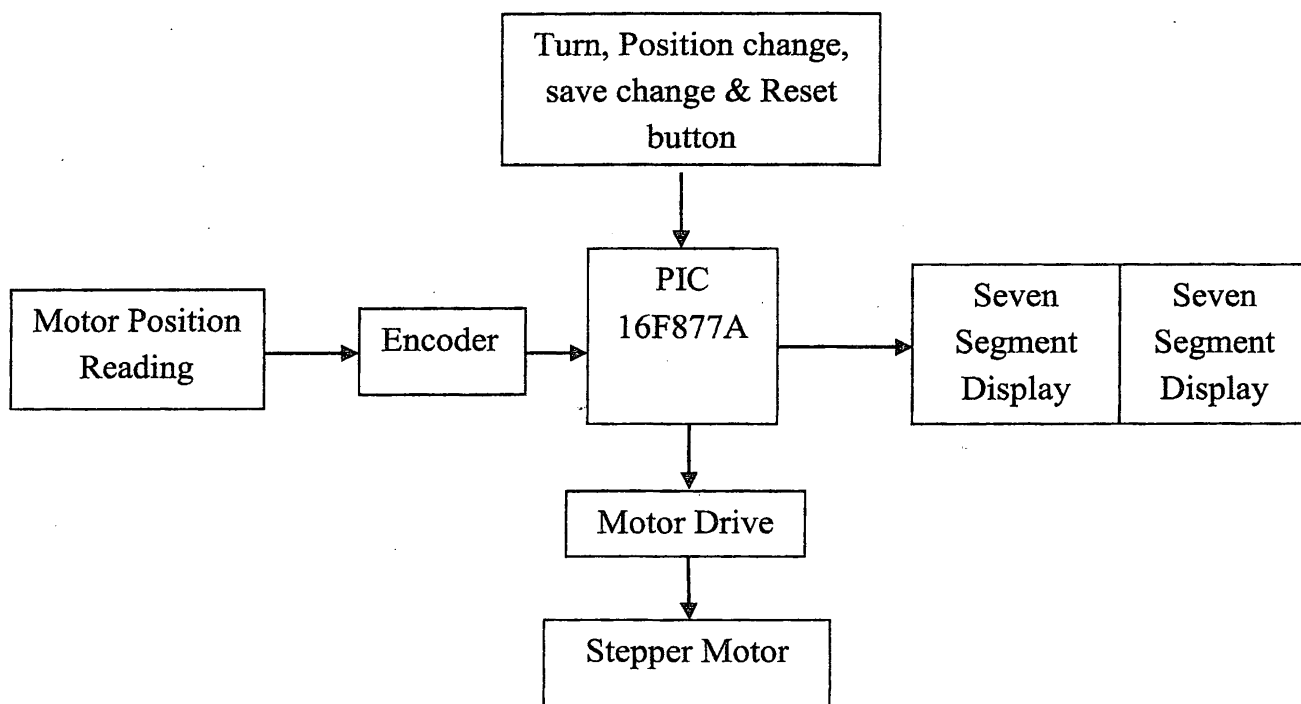 Turn, Position change,
save change & Reset
button
Motor Position
Reading
Encoder
PIC
16F877A
Seven
Segment
Display
Seven
Segment
Display
Motor Drive
Stepper Motor